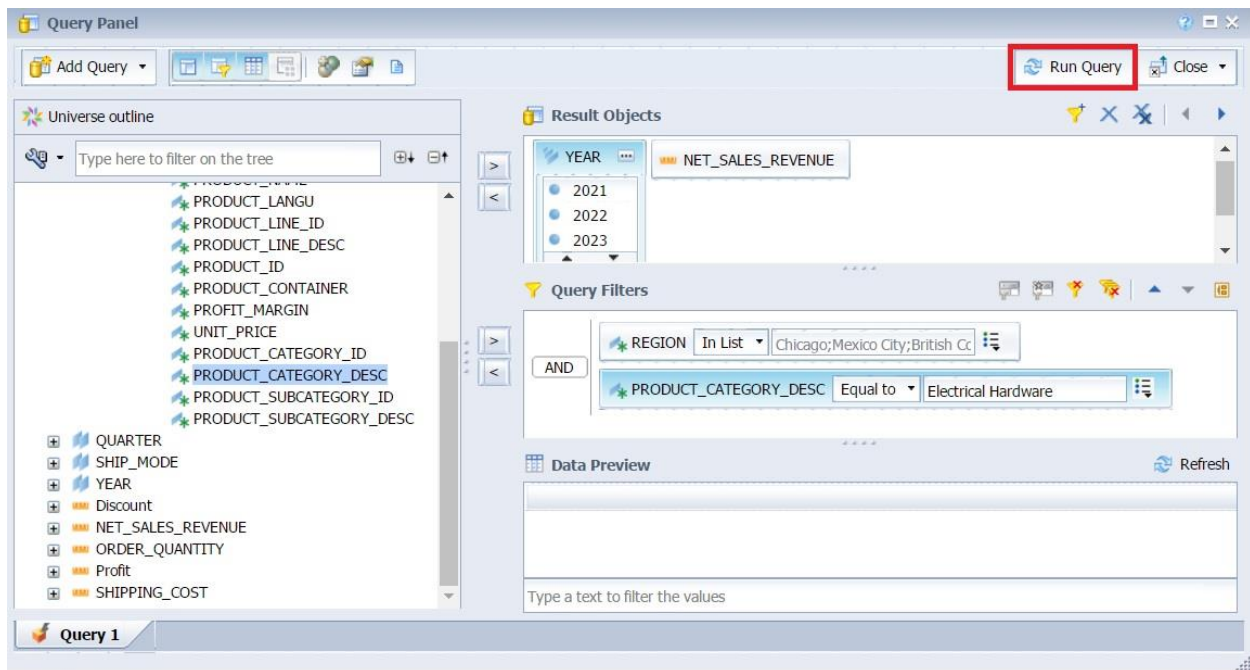 Query Panel
Add Query
Run Query
Close
Universe outline
Type here to filter on the tree
PRODUCT_NAME
PRODUCT_LANGU
PRODUCT_LINE_ID
PRODUCT_LINE_DESC
PRODUCT_ID
PRODUCT_CONTAINER
PROFIT_MARGIN
UNIT_PRICE
PRODUCT_CATEGORY_ID
PRODUCT_CATEGORY_DESC
PRODUCT_SUBCATEGORY_ID
PRODUCT_SUBCATEGORY_DESC
QUARTER
SHIP_MODE
YEAR
Discount
NET_SALES_REVENUE
ORDER_QUANTITY
Profit
SHIPPING_COST
Result Objects
YEAR
NET_SALES_REVENUE
2021
2022
2023
Query Filters
AND
REGION In List Chicago;Mexico City;British Cc
PRODUCT_CATEGORY_DESC Equal to Electrical Hardware
Data Preview
Refresh
Type a text to filter the values
Query 1